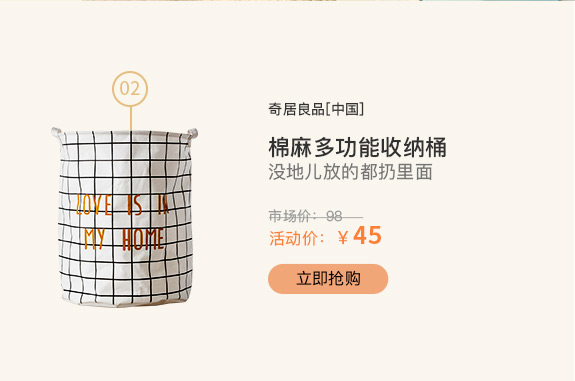 02
奇居良品[中国]
棉麻多功能收纳桶
没地儿放的都扔里面
LOVE IS IN
MY HOME
市场价：98
活动价：￥45
立即抢购